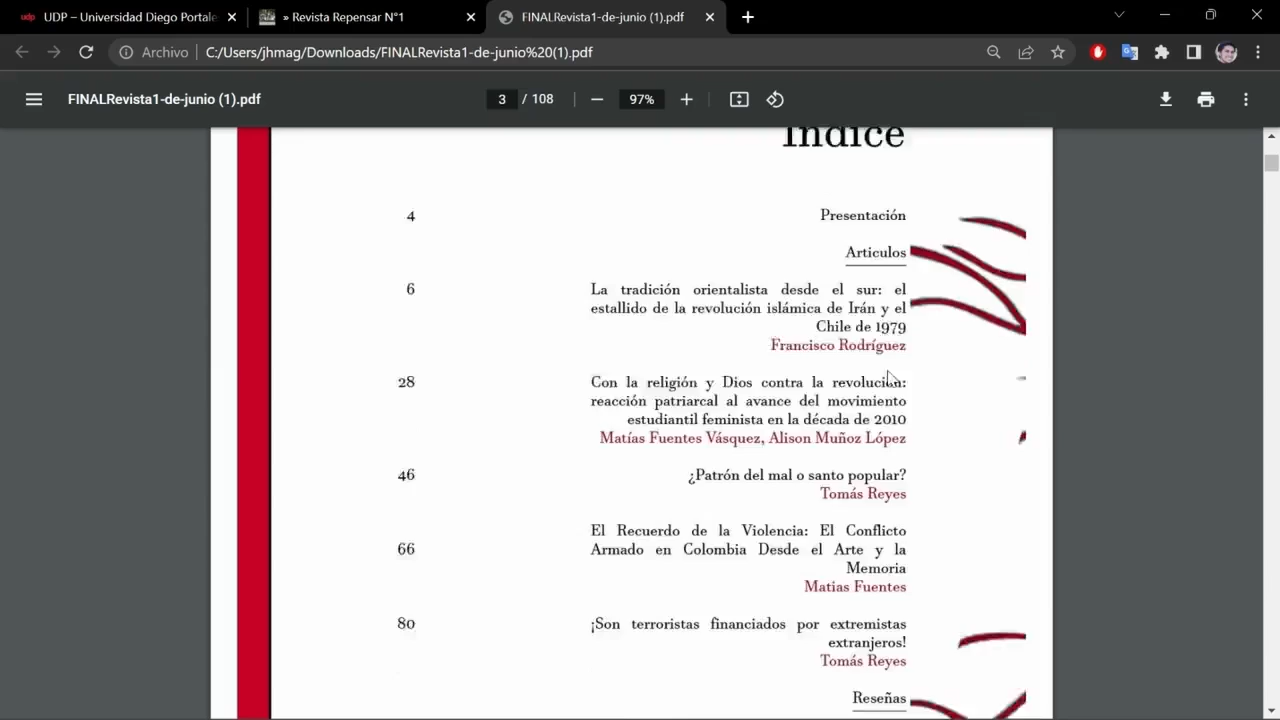 udp UDP – Universidad Diego Portale
» Revista Repensar N°1
FINALRevista1-de-junio (1).pdf
Archivo
C:/Users/jhmag/Downloads/FINALRevista1-de-junio%20(1).pdf
FINALRevista1-de-junio (1).pdf
3 / 108
97%
Índice
4
Presentación
Articulos
6
La tradición orientalista desde el sur: el
estallido de la revolución islámica de Irán y el
Chile de 1979
Francisco Rodríguez
28
Con la religión y Dios contra la revolución:
reacción patriarcal al avance del movimiento
estudiantil feminista en la década de 2010
Matías Fuentes Vásquez, Alison Muñoz López
46
¿Patrón del mal o santo popular?
Tomás Reyes
El Recuerdo de la Violencia: El Conflicto
66
Armado en Colombia Desde el Arte y la
Memoria
Matias Fuentes
80
¡Son terroristas financiados por extremistas
extranjeros!
Tomás Reyes
Reseñas